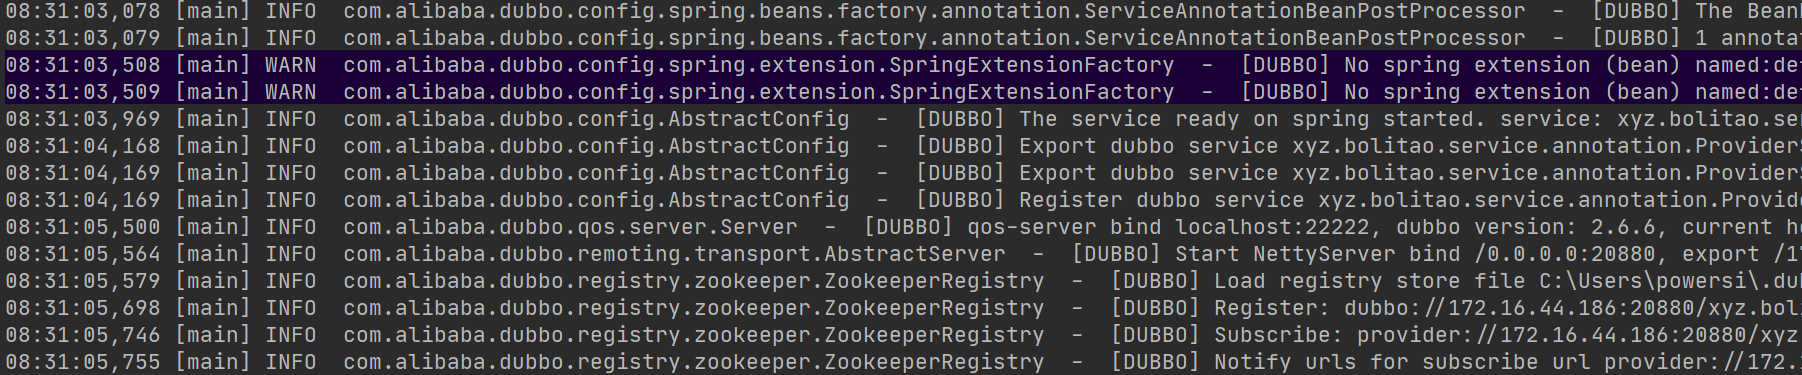 08:31:03,078 [main] INFO  com.alibaba.dubbo.config.spring.beans.factory.annotation.ServiceAnnotationBeanPostProcessor  -  [DUBBO] The Bean
08:31:03,079 [main] INFO  com.alibaba.dubbo.config.spring.beans.factory.annotation.ServiceAnnotationBeanPostProcessor  -  [DUBBO] 1 annota
08:31:03,508 [main] WARN  com.alibaba.dubbo.config.spring.extension.SpringExtensionFactory  -  [DUBBO] No spring extension (bean) named:def
08:31:03,509 [main] WARN  com.alibaba.dubbo.config.spring.extension.SpringExtensionFactory  -  [DUBBO] No spring extension (bean) named:def
08:31:03,969 [main] INFO  com.alibaba.dubbo.config.AbstractConfig  -  [DUBBO] The service ready on spring started. service: xyz.bolitao.ser
08:31:04,168 [main] INFO  com.alibaba.dubbo.config.AbstractConfig  -  [DUBBO] Export dubbo service xyz.bolitao.service.annotation.ProviderS
08:31:04,169 [main] INFO  com.alibaba.dubbo.config.AbstractConfig  -  [DUBBO] Export dubbo service xyz.bolitao.service.annotation.ProviderS
08:31:04,169 [main] INFO  com.alibaba.dubbo.config.AbstractConfig  -  [DUBBO] Register dubbo service xyz.bolitao.service.annotation.Provide
08:31:05,500 [main] INFO  com.alibaba.dubbo.qos.server.Server  -  [DUBBO] qos-server bind localhost:22222, dubbo version: 2.6.6, current ho
08:31:05,564 [main] INFO  com.alibaba.dubbo.remoting.transport.AbstractServer  -  [DUBBO] Start NettyServer bind /0.0.0.0:20880, export /17
08:31:05,579 [main] INFO  com.alibaba.dubbo.registry.zookeeper.ZookeeperRegistry  -  [DUBBO] Load registry store file C:\Users\powersi\.dub
08:31:05,698 [main] INFO  com.alibaba.dubbo.registry.zookeeper.ZookeeperRegistry  -  [DUBBO] Register: dubbo://172.16.44.186:20880/xyz.boli
08:31:05,746 [main] INFO  com.alibaba.dubbo.registry.zookeeper.ZookeeperRegistry  -  [DUBBO] Subscribe: provider://172.16.44.186:20880/xyz.
08:31:05,755 [main] INFO  com.alibaba.dubbo.registry.zookeeper.ZookeeperRegistry  -  [DUBBO] Notify urls for subscribe url provider://172.1